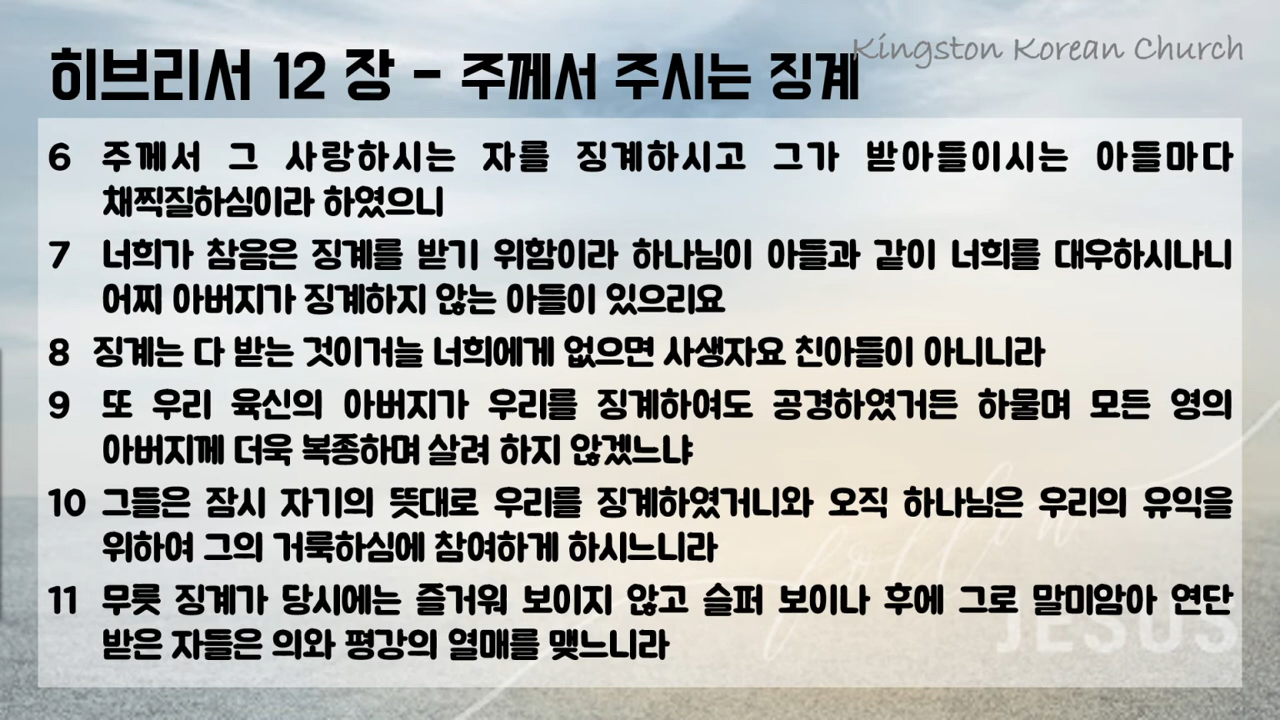 Kingston Korean Church
히브리서 12 장 - 주께서 주시는 징계
6 주께서 그 사랑하시는 자를 징계하시고 그가 받아들이시는 아들마다
채찍질하심이라 하였으니
7 너희가 참음은 징계를 받기 위함이라 하나님이 아들과 같이 너희를 대우하시나니
어찌 아버지가 징계하지 않는 아들이 있으리요
8 징계는 다 받는 것이거늘 너희에게 없으면 사생자요 친아들이 아니니라
9 또 우리 육신의 아버지가 우리를 징계하여도 공경하였거든 하물며 모든 영의
아버지께 더욱 복종하며 살려 하지 않겠느냐
10 그들은 잠시 자기의 뜻대로 우리를 징계하였거니와 오직 하나님은 우리의 유익을
위하여 그의 거룩하심에 참여하게 하시느니라
11 무릇 징계가 당시에는 즐거워 보이지 않고 슬퍼 보이나 후에 그로 말미암아 연단
받은 자들은 의와 평강의 열매를 맺느니라
follow
JESUS